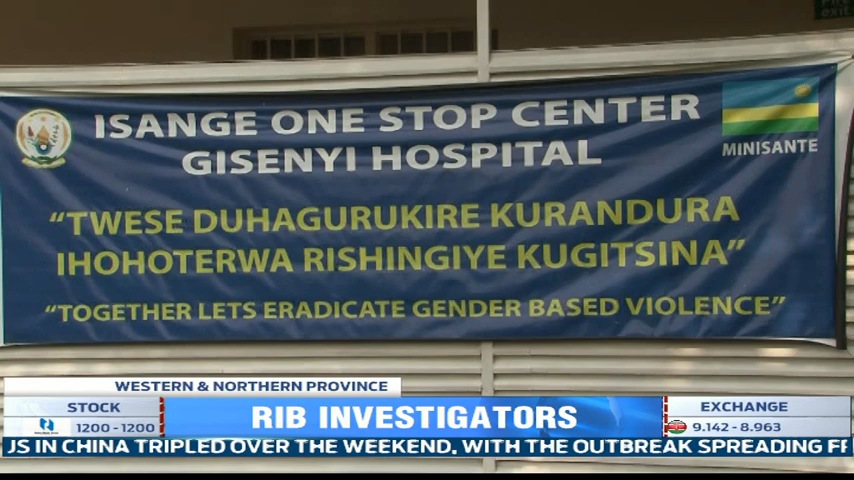 ISANGE ONE STOP CENTER
GISENYI HOSPITAL
MINISANTE
"TWESE DUHAGURUKIRE KURANDURA
IHOHOTERWA RISHINGIYE KUGITSINA"
"TOGETHER LETS ERADICATE GENDER BASED VIOLENCE"
WESTERN & NORTHERN PROVINCE
STOCK
1200 - 1200
RIB INVESTIGATORS
EXCHANGE
9.142 - 8.963
JS IN CHINA TRIPLED OVER THE WEEKEND, WITH THE OUTBREAK SPREADING